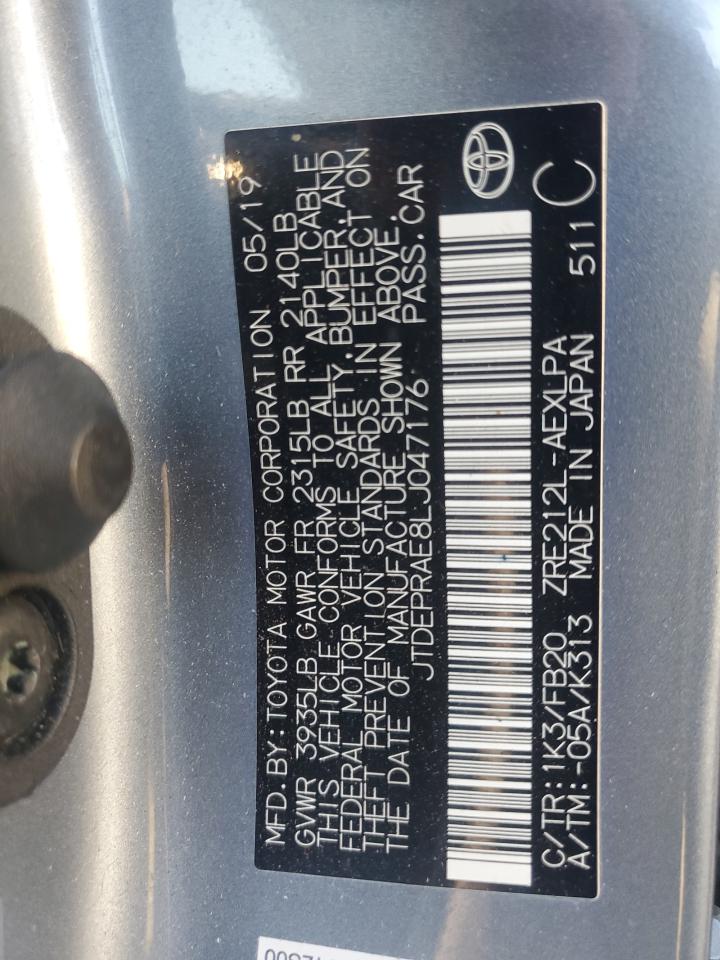 MFD.BY:TOYOTA MOTOR CORPORATION 05/19
GVWR 3935LB GAWR FR 2315LB RR 2140LB
THIS VEHICLE CONFORMS TO ALL APPLICABLE
FEDERAL MOTOR VEHICLE SAFETY,BUMPER,AND
THEFT PREVENTION STANDARDS IN EFFECT ON
THE DATE OF MANUFACTURE SHOWN ABOVE.
JTDEPRAE8LJ047176 PASS.CAR
C/TR:1K3/FB20 ZRE212L-AEXLPA C
A/TM:-05A/K313 MADE IN JAPAN 511